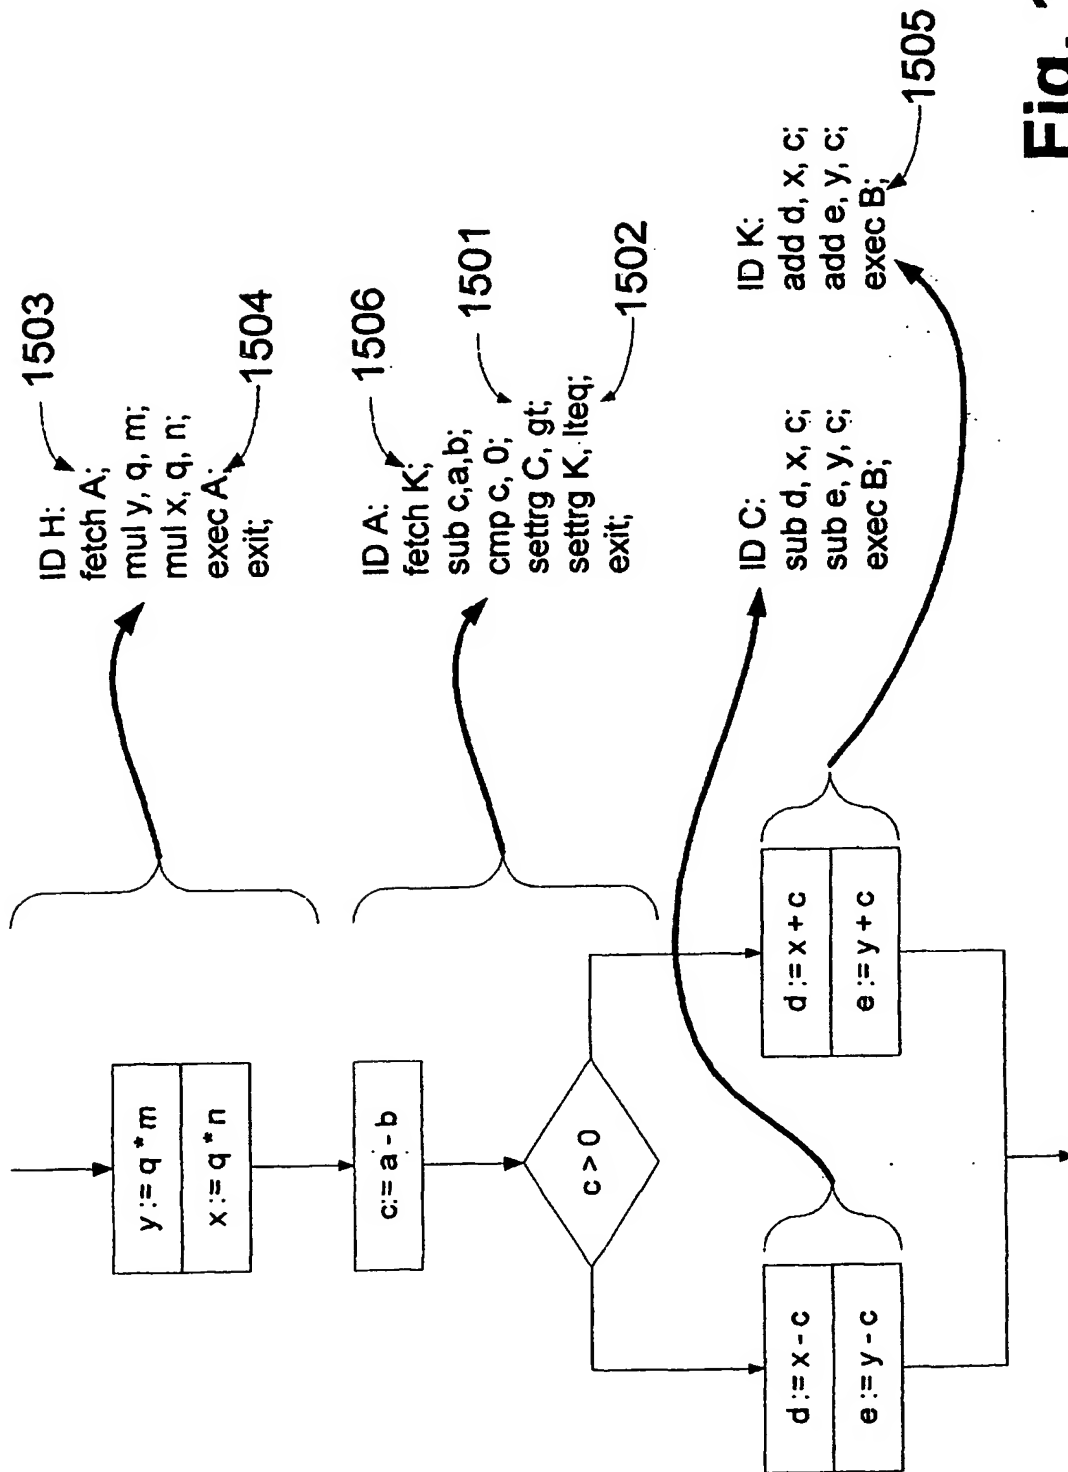 y := q * m
x := q * n
c := a - b
c > 0
d := x - c
e := y - c
d := x + c
e := y + c
ID H:
fetch A;
mul y, q, m;
mul x, q, n;
exec A;
exit;
1503
1504
ID A:
fetch K;
sub c,a,b;
cmp c, 0;
settrg C, gt;
settrg K, lteq;
exit;
1506
1501
1502
ID C:
sub d, x, c;
sub e, y, c;
exec B;
ID K:
add d, x, c;
add e, y, c;
exec B;
1505
Fig.